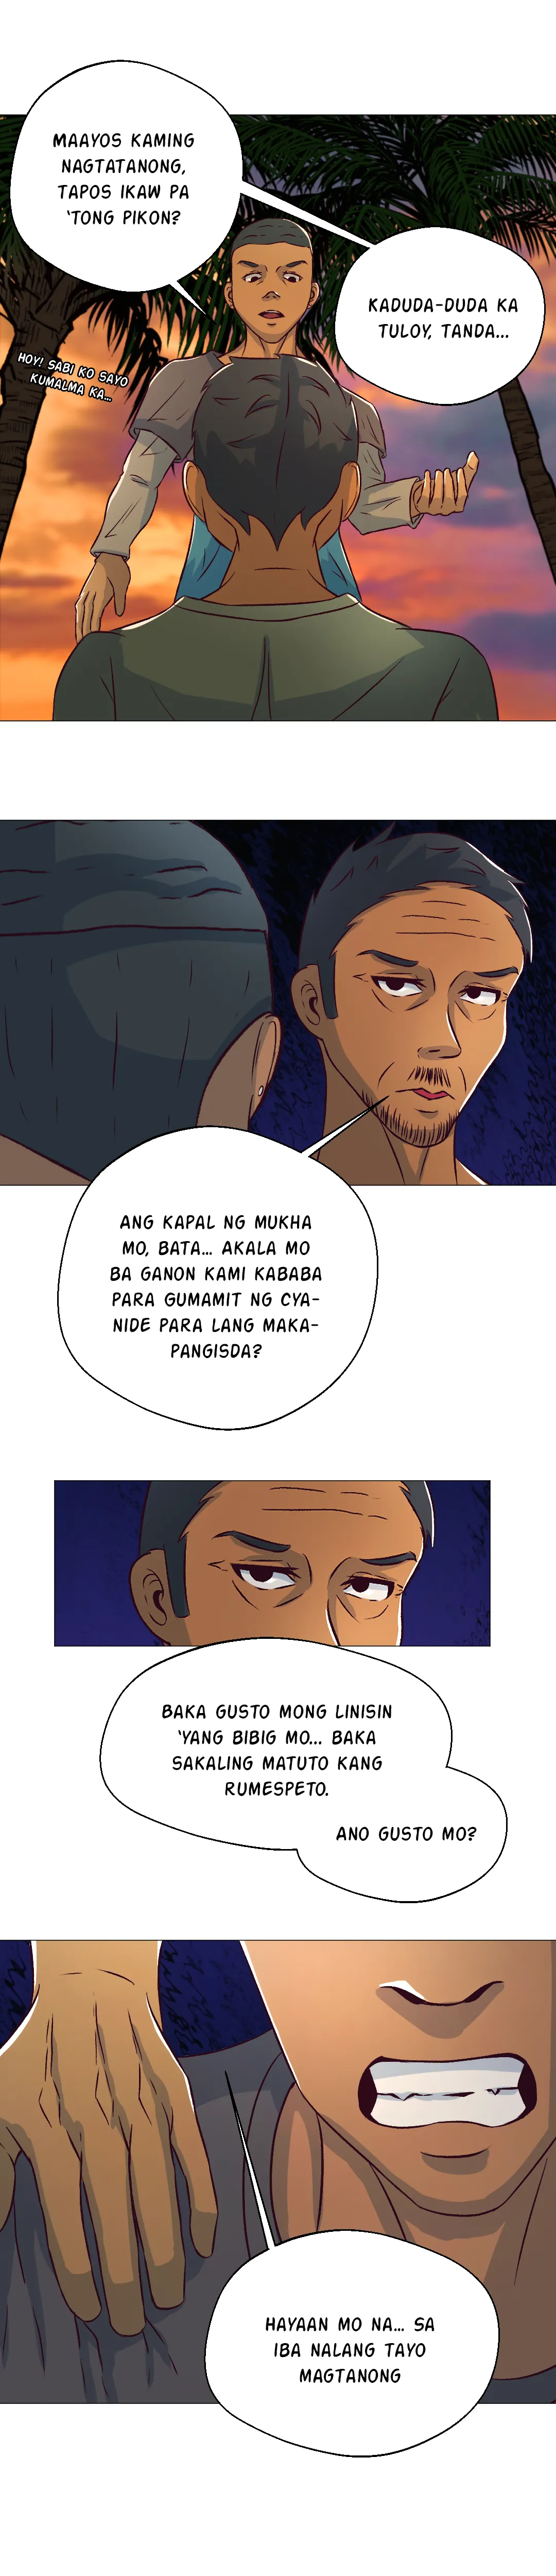 MAAYOS KAMING
NAGTATANONG,
TAPOS IKAW PA
'TONG PIKON?
KADUDA-DUDA KA
TULOY, TANDA...
HOY! SABI KO SAYO
KUMALMA KA...
ANG KAPAL NG MUKHA
MO, BATA... AKALA MO
BA GANON KAMI KABABA
PARA GUMAMIT NG CYA-
NIDE PARA LANG MAKA-
PANGISDA?
BAKA GUSTO MONG LINISIN
'YANG BIBIG MO... BAKA
SAKALING MATUTO KANG
RUMESPETO.
ANO GUSTO MO?
HAYAAN MO NA... SA
IBA NALANG TAYO
MAGTANONG